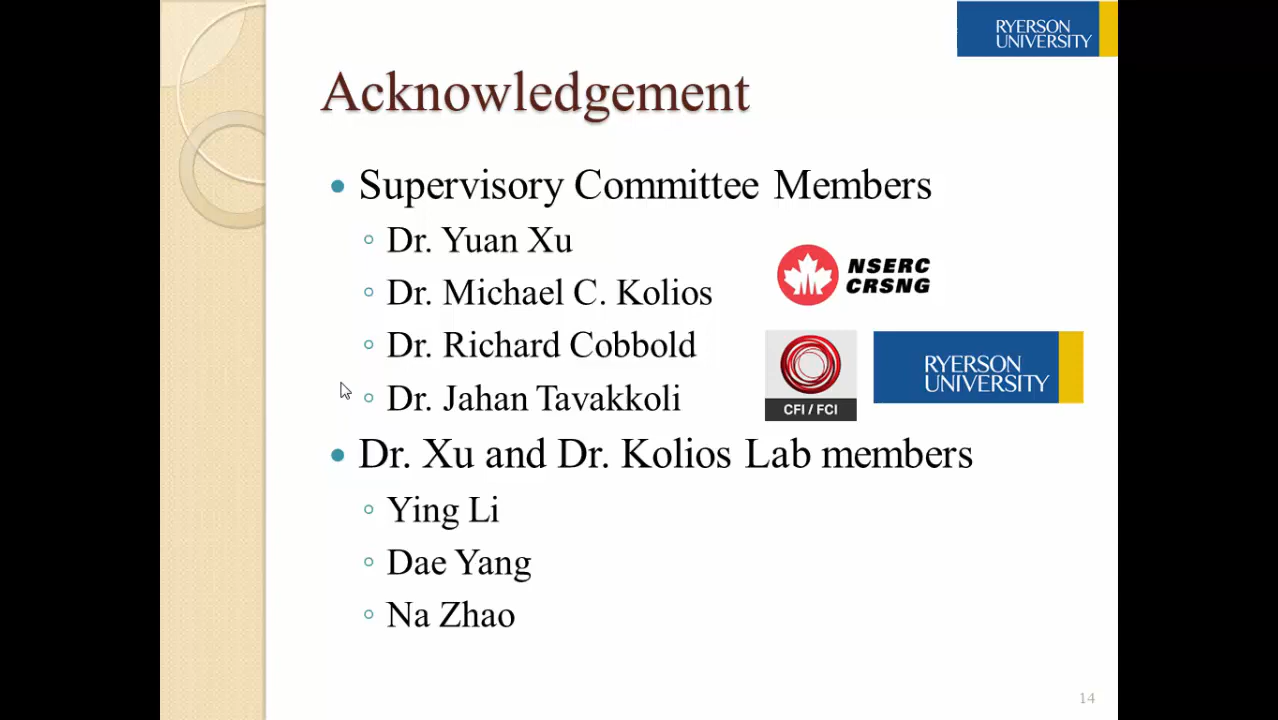 RYERSON
UNIVERSITY
Acknowledgement
Supervisory Committee Members
Dr. Yuan Xu
Dr. Michael C. Kolios
Dr. Richard Cobbold
Dr. Jahan Tavakkoli
NSERC
CRSNG
CFI / FCI
RYERSON
UNIVERSITY
Dr. Xu and Dr. Kolios Lab members
Ying Li
Dae Yang
Na Zhao
14